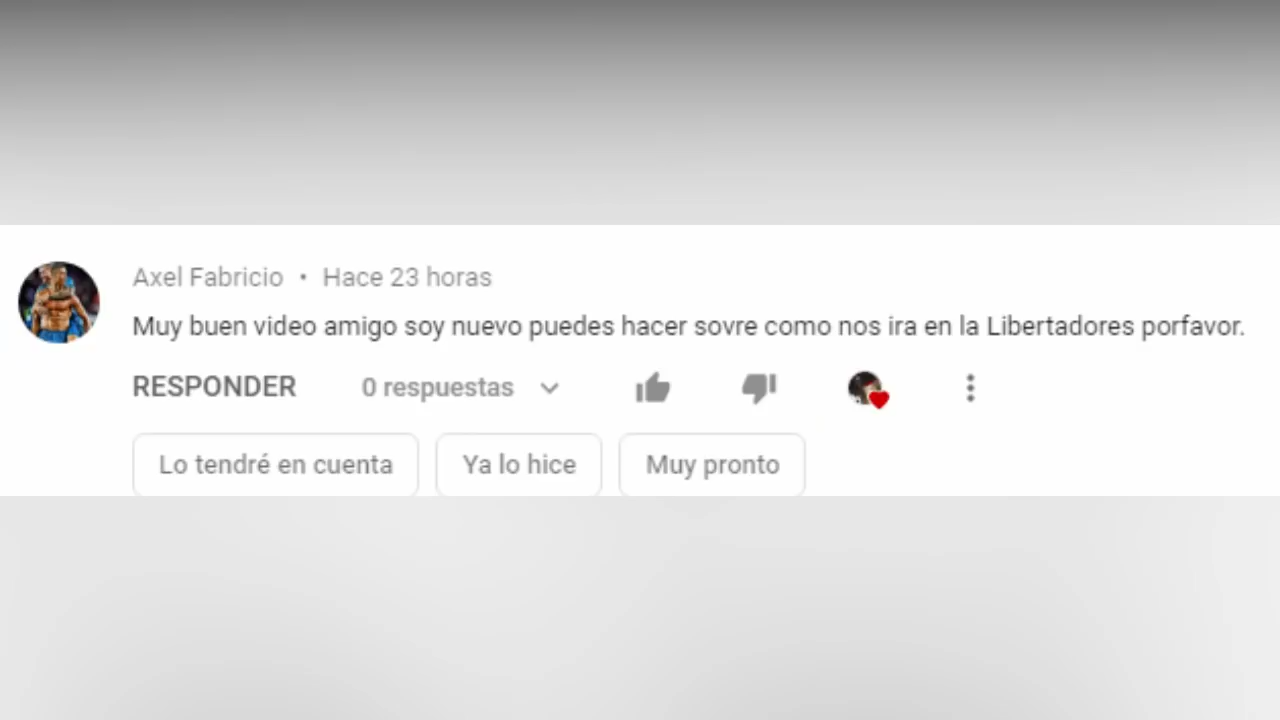 Axel Fabricio • Hace 23 horas
Muy buen video amigo soy nuevo puedes hacer sovre como nos ira en la Libertadores porfavor.
RESPONDER 0 respuestas
Lo tendré en cuenta Ya lo hice Muy pronto